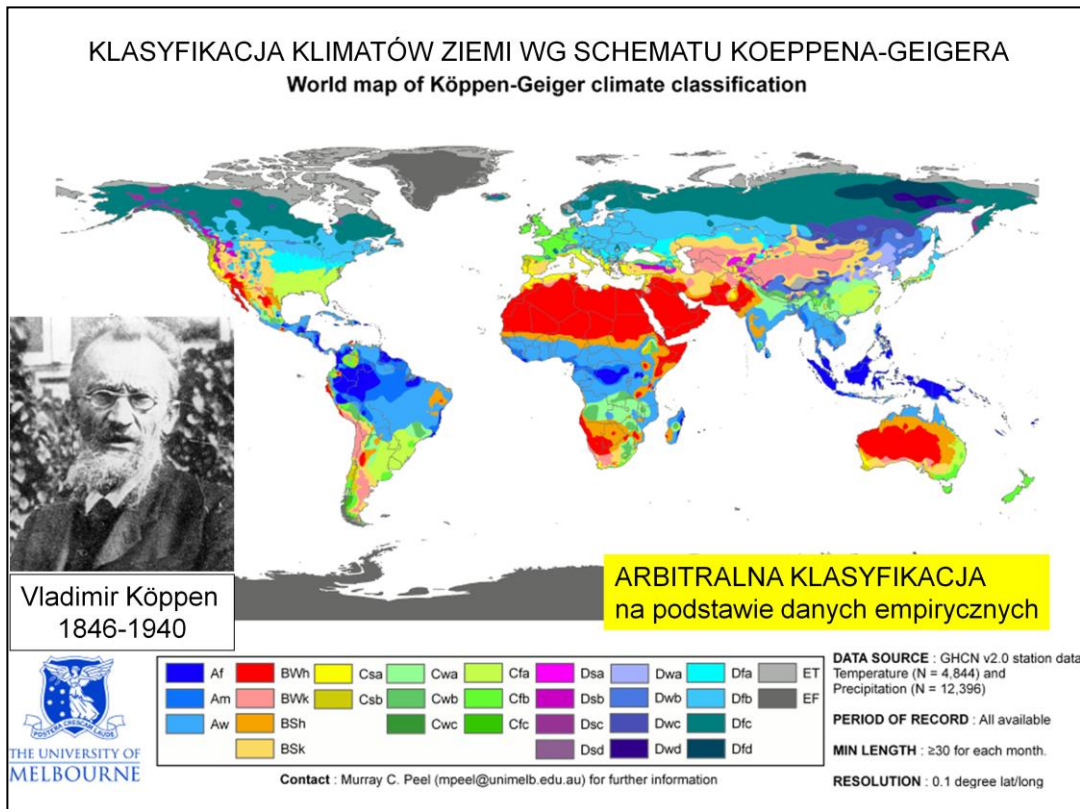 KLASYFIKACJA KLIMATÓW ZIEMI WG SCHEMATU KOEPPENA-GEIGERA
World map of Köppen-Geiger climate classification
Vladimir Köppen
1846-1940
ARBITRALNA KLASYFIKACJA
na podstawie danych empirycznych
POSTERA CRESCAM LAUDE
THE UNIVERSITY OF
MELBOURNE
Af BWh Csa Cwa Cfa Dsa Dwa Dfa ET
Am BWk Csb Cwb Cfb Dsb Dwb Dfb EF
Aw BSh Cwc Cfc Dsc Dwc Dfc
BSk Dsd Dwd Dfd
Contact : Murray C. Peel (mpeel@unimelb.edu.au) for further information
DATA SOURCE : GHCN v2.0 station data
Temperature (N = 4,844) and
Precipitation (N = 12,396)
PERIOD OF RECORD : All available
MIN LENGTH : ≥30 for each month.
RESOLUTION : 0.1 degree lat/long